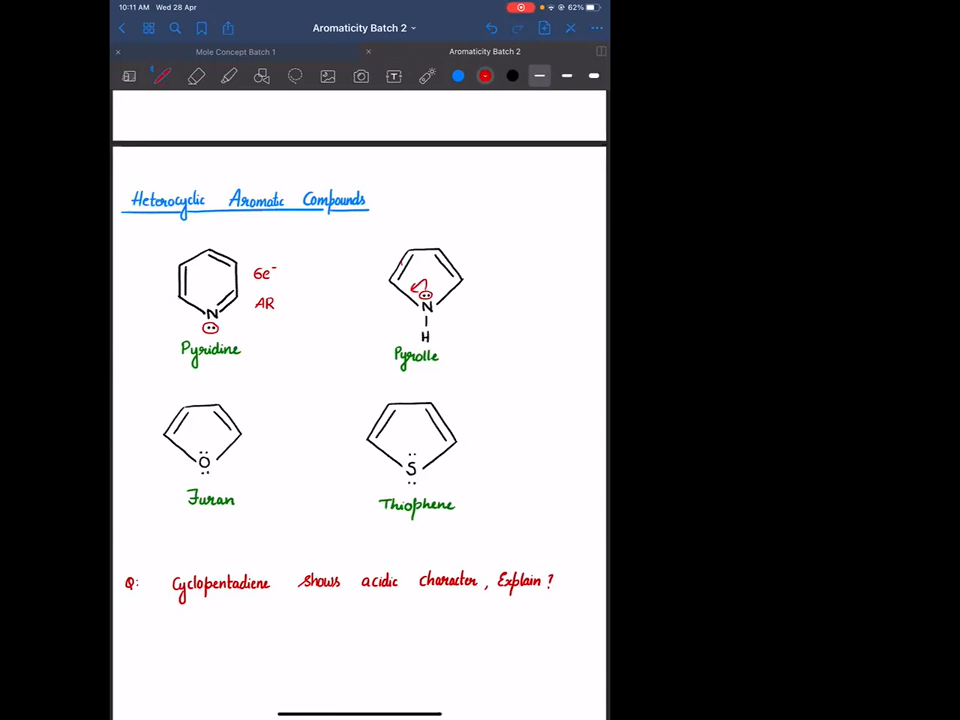 10:11 AM Wed 28 Apr
62%
Aromaticity Batch 2
Mole Concept Batch 1
Aromaticity Batch 2
Heterocyclic Aromatic Compounds
6e⁻
AR
N
Pyridine
N
H
Pyrolle
O
Furan
S
Thiophene
Q: Cyclopentadiene shows acidic character, Explain?